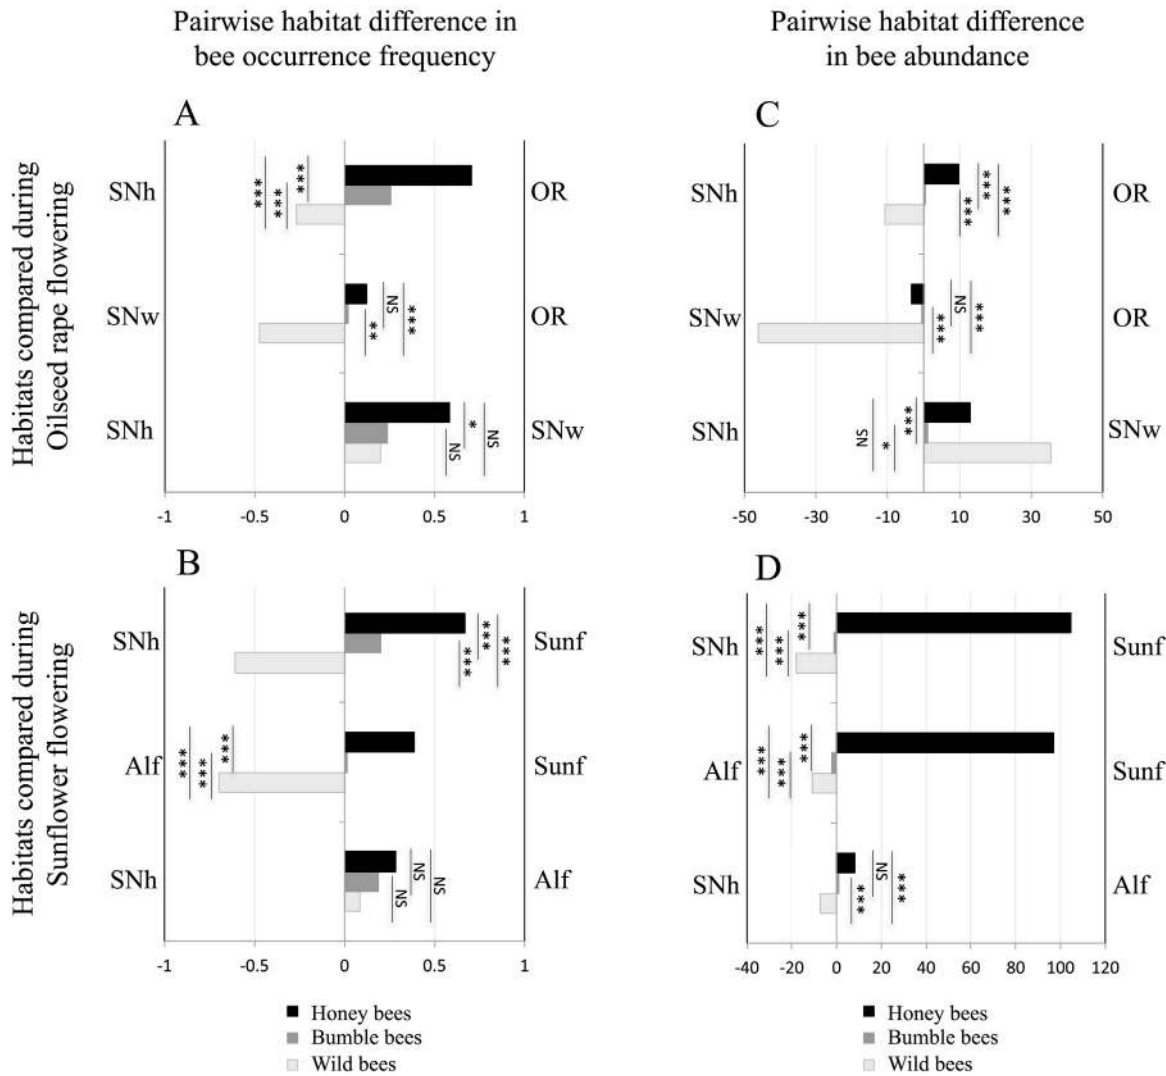 Pairwise habitat difference in
bee occurrence frequency
Pairwise habitat difference
in bee abundance
Habitats compared during
Oilseed rape flowering
A
SNh
***
***
***
OR
SNw
**
NS
***
OR
SNh
NS
*
NS
SNw
-1
-0.5
0
0.5
1
C
SNh
***
***
***
OR
SNw
***
NS
***
OR
SNh
NS
*
***
SNw
-50
-30
-10
10
30
50
Habitats compared during
Sunflower flowering
B
SNh
***
***
***
Sunf
Alf
***
***
***
Sunf
SNh
NS
NS
NS
Alf
-1
-0.5
0
0.5
1
D
SNh
***
***
***
Sunf
Alf
***
***
***
Sunf
SNh
***
NS
***
Alf
-40
-20
0
20
40
60
80
100
120
Honey bees
Bumble bees
Wild bees
Honey bees
Bumble bees
Wild bees